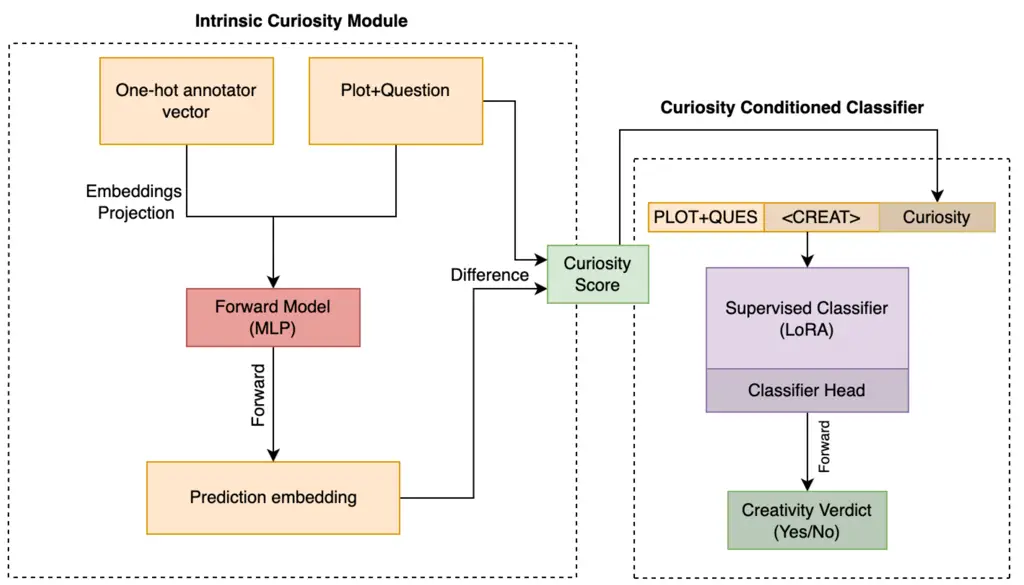 Intrinsic Curiosity Module
One-hot annotator
vector
Plot+Question
Embeddings
Projection
Forward Model
(MLP)
Forward
Prediction embedding
Difference
Curiosity
Score
Curiosity Conditioned Classifier
PLOT+QUES
<CREAT>
Curiosity
Supervised Classifier
(LoRA)
Classifier Head
Forward
Creativity Verdict
(Yes/No)